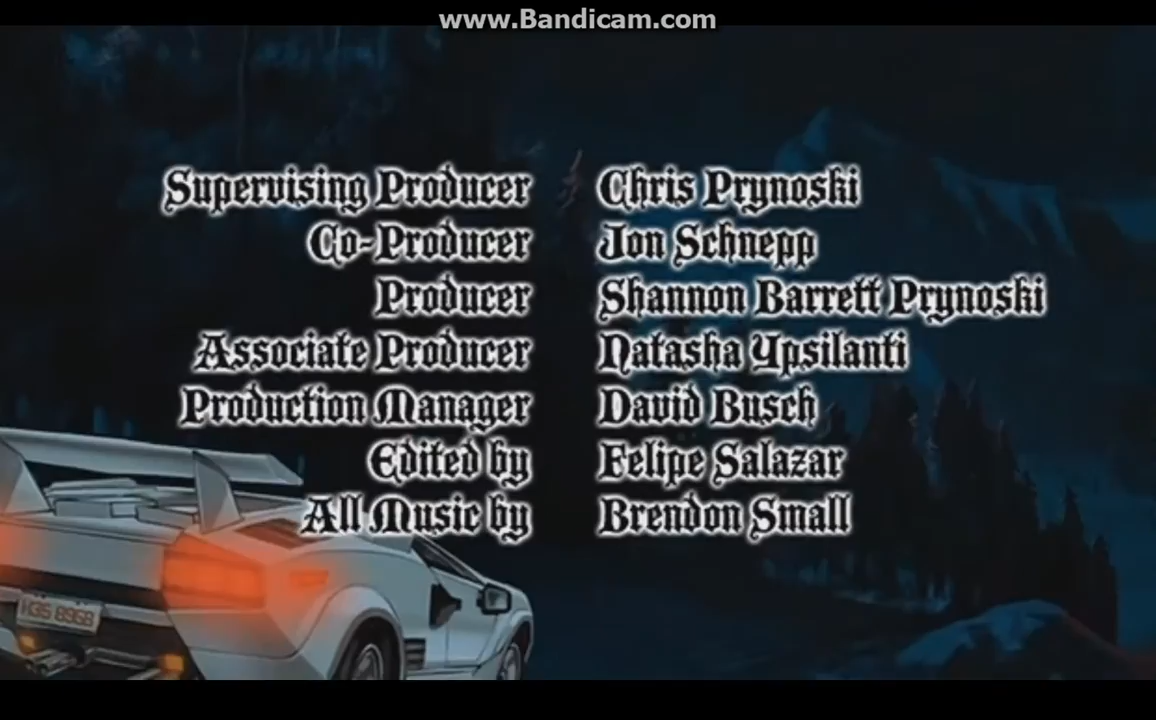 www.Bandicam.com
Supervising Producer Chris Prynoski
Co-Producer Jon Schnepp
Producer Shannon Barrett Prynoski
Associate Producer Natasha Ypsilanti
Production Manager David Busch
Edited by Felipe Salazar
All Music by Brendon Small